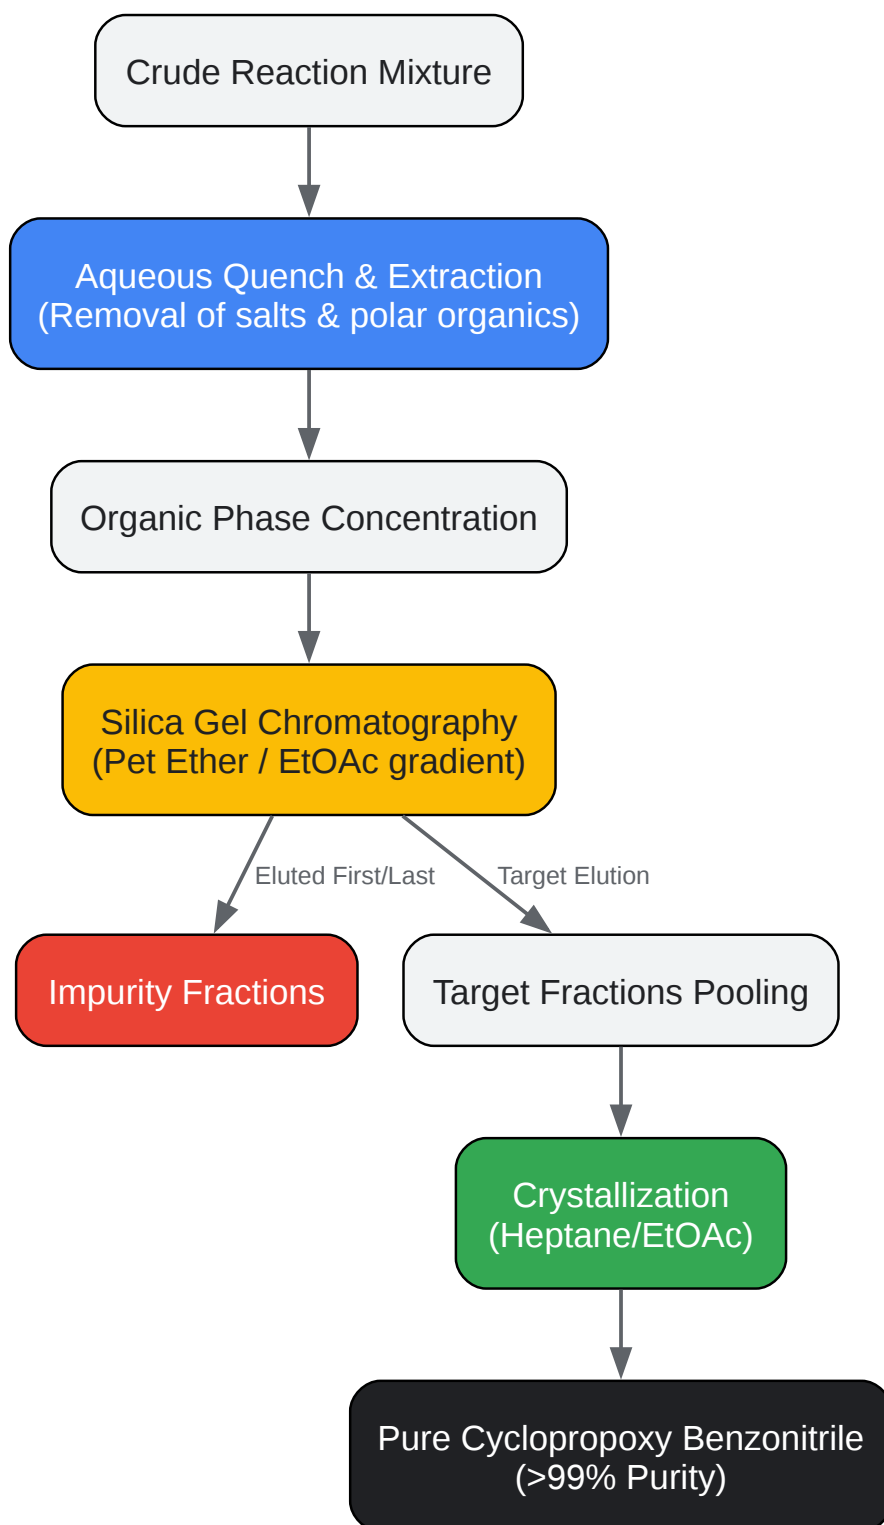 Crude Reaction Mixture
Aqueous Quench & Extraction
(Removal of salts & polar organics)
Organic Phase Concentration
Silica Gel Chromatography
(Pet Ether / EtOAc gradient)
Eluted First/Last
Target Elution
Impurity Fractions
Target Fractions Pooling
Crystallization
(Heptane/EtOAc)
Pure Cyclopropoxy Benzonitrile
(>99% Purity)